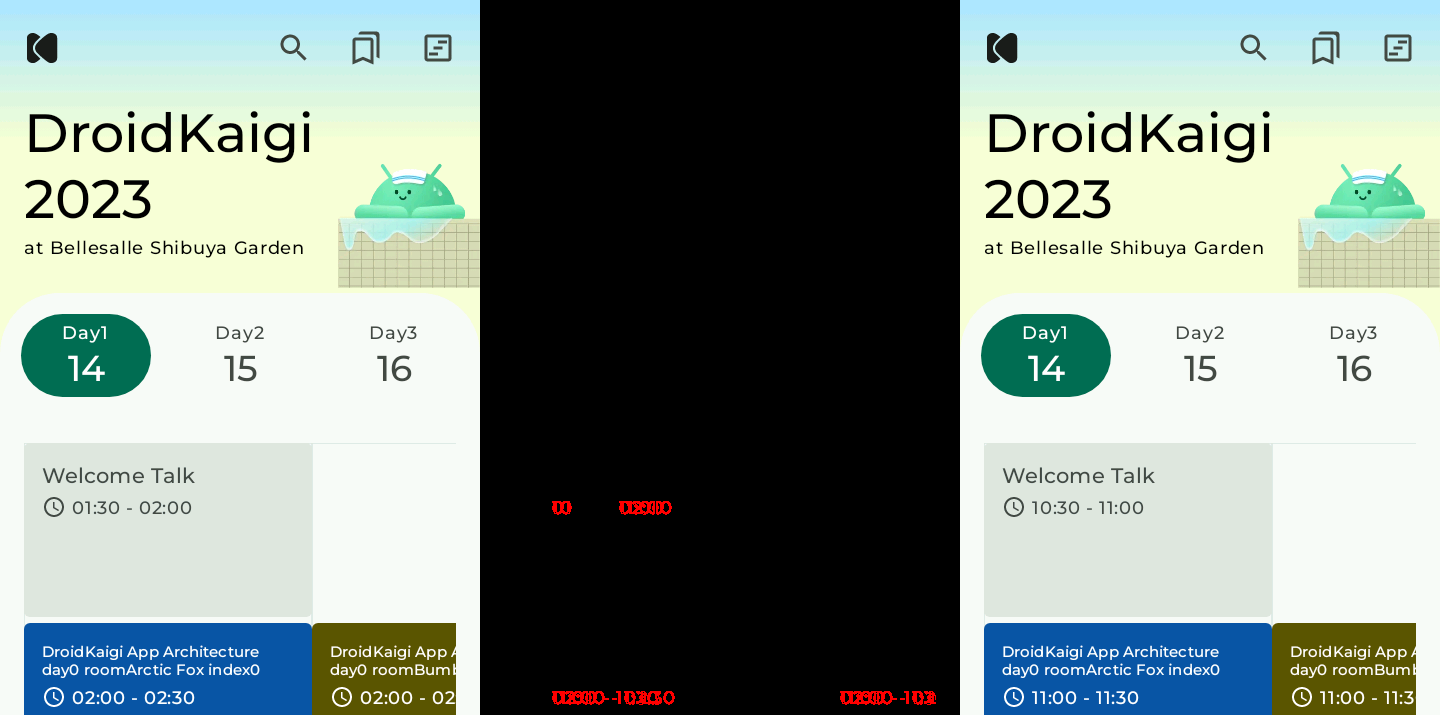 DroidKaigi
2023
at Bellesalle Shibuya Garden
Day1
14
Day2
15
Day3
16
Welcome Talk
01:30 - 02:00
DroidKaigi App Architecture
day0 roomArctic Fox index0
02:00 - 02:30
DroidKaigi App
day0 roomBumb
02:00 - 02
DroidKaigi
2023
at Bellesalle Shibuya Garden
Day1
14
Day2
15
Day3
16
Welcome Talk
10:30 - 11:00
DroidKaigi App Architecture
day0 roomArctic Fox index0
11:00 - 11:30
DroidKaigi App
day0 roomBumb
11:00 - 11:3